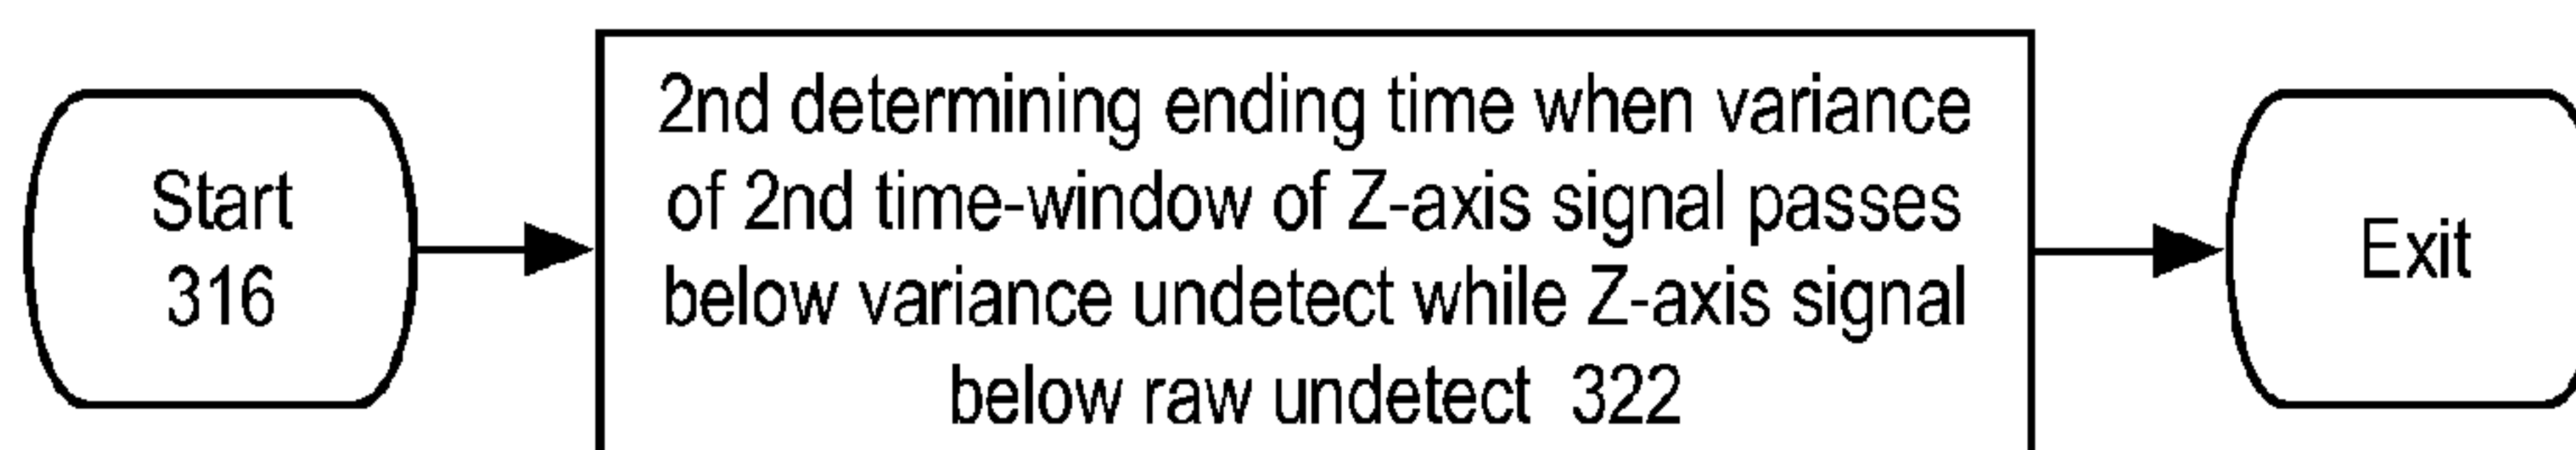 Start
316
2nd determining ending time when variance
of 2nd time-window of Z-axis signal passes
below variance undetect while Z-axis signal
below raw undetect 322
Exit